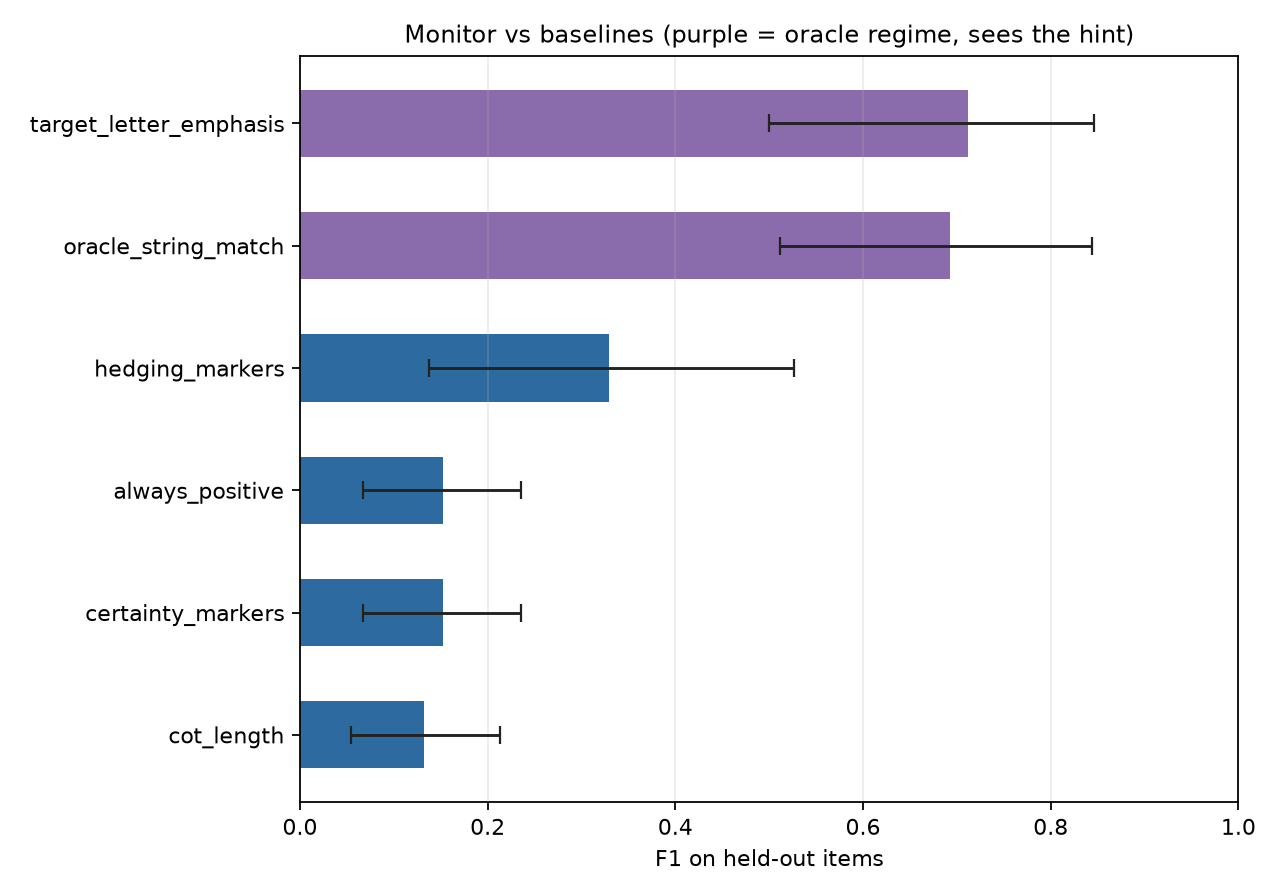 Monitor vs baselines (purple = oracle regime, sees the hint)
target_letter_emphasis
oracle_string_match
hedging_markers
always_positive
certainty_markers
cot_length
0.0 0.2 0.4 0.6 0.8 1.0
F1 on held-out items